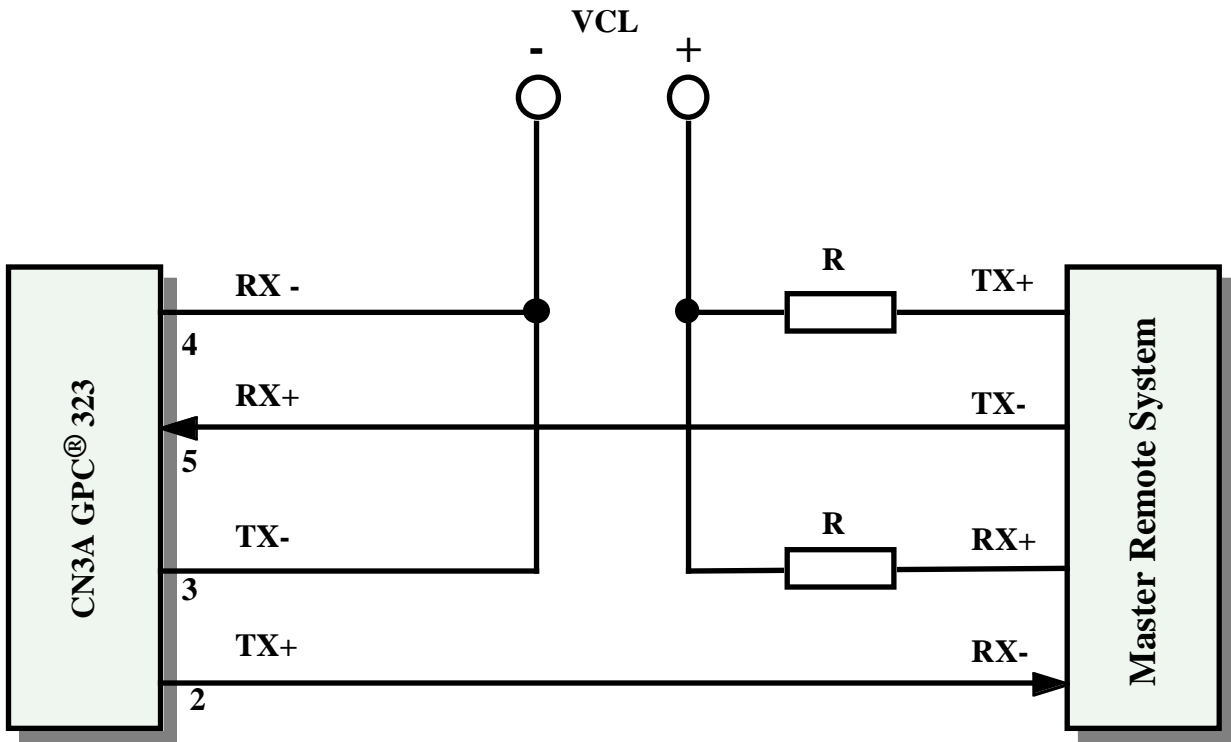 VCL
- +
R
RX - TX+
4
RX+ TX-
5
R
TX- RX+
3
TX+ RX-
2
CN3A GPC® 323
Master Remote System